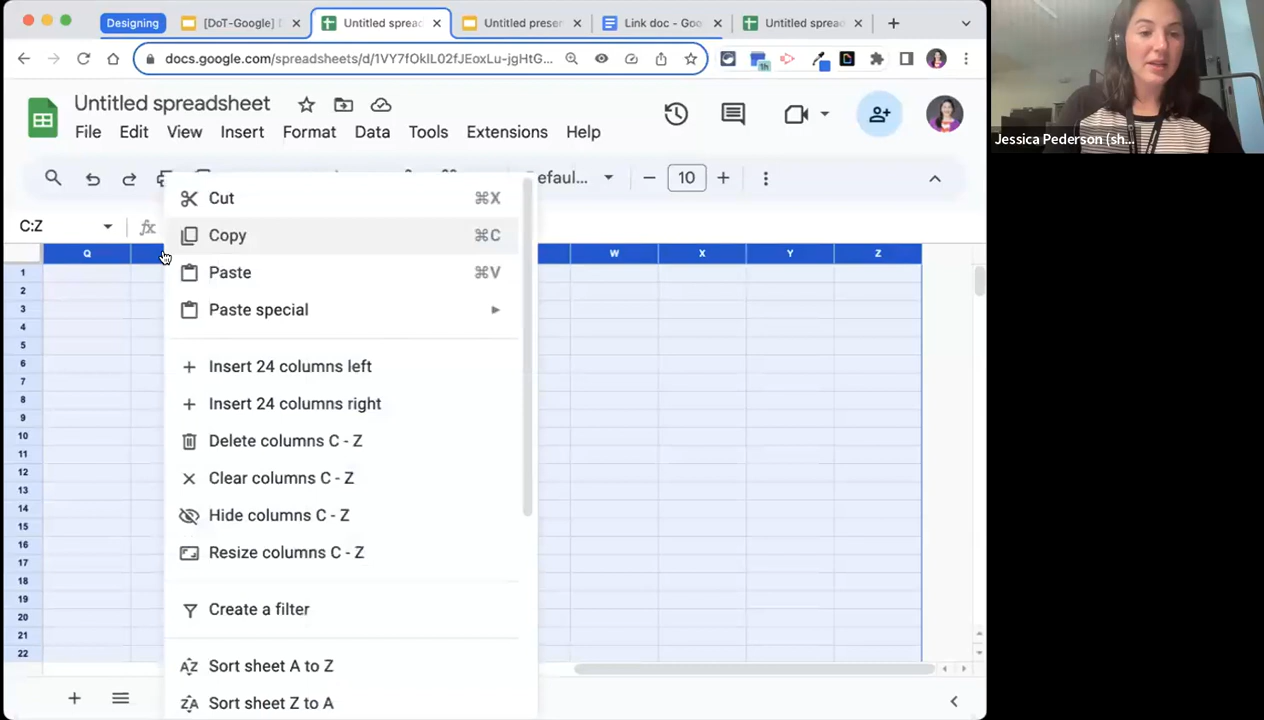 Designing
[DoT-Google]
Untitled spreas
Untitled presen
Link doc - Goo
Untitled spread
docs.google.com/spreadsheets/d/1VY7fOklL02fJEoxLu-jgHtG...
1h
Untitled spreadsheet
File Edit View Insert Format Data Tools Extensions Help
efaul... 10
C:Z fx
Cut ⌘X
Copy ⌘C
Paste ⌘V
Paste special
Insert 24 columns left
Insert 24 columns right
Delete columns C - Z
Clear columns C - Z
Hide columns C - Z
Resize columns C - Z
Create a filter
Sort sheet A to Z
Sort sheet Z to A
Q W X Y Z
1
2
3
4
5
6
7
8
9
10
11
12
13
14
15
16
17
18
19
20
21
22
Jessica Pederson (sh...